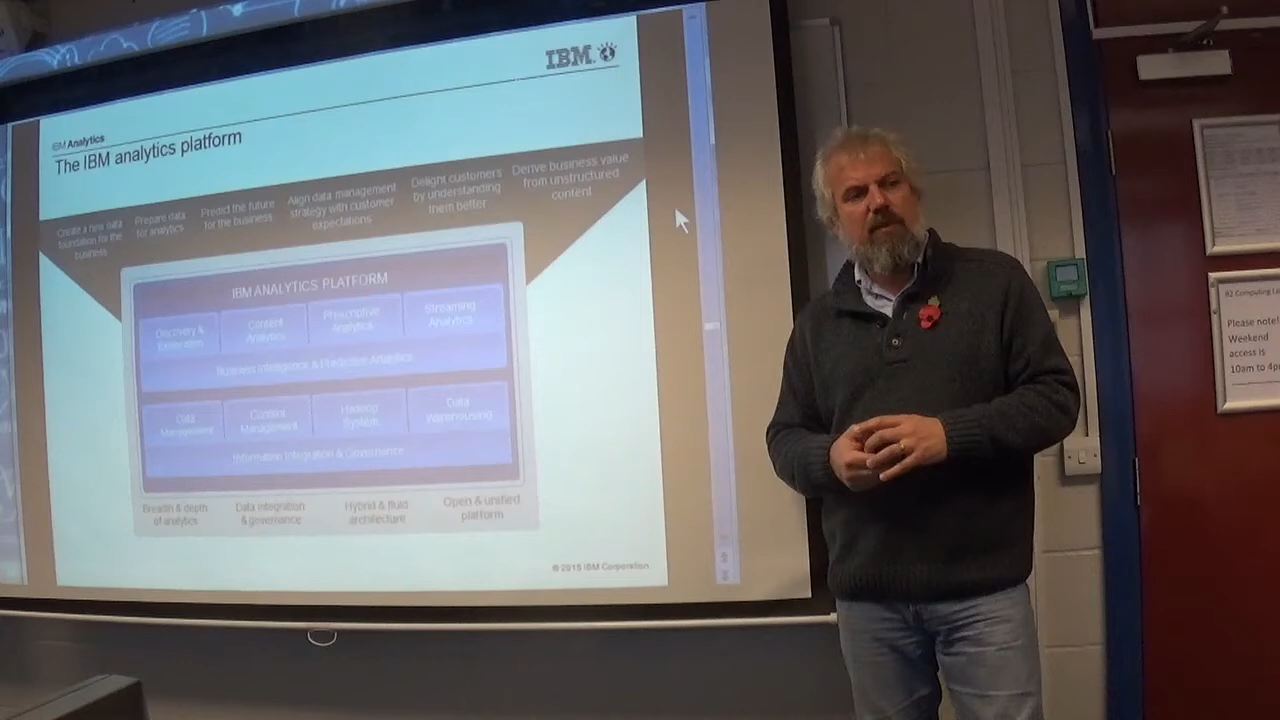 IBM
IBM Analytics
The IBM analytics platform
Create a new data
foundation for the
business
Prepare data
for analytics
Predict the future
for the business
Align data management
strategy with customer
expectations
Delight customers
by understanding
them better
Derive business value
from unstructured
content
IBM ANALYTICS PLATFORM
Discovery &
Exploration
Content
Analytics
Prescriptive
Analytics
Streaming
Analytics
Business Intelligence & Predictive Analytics
Data
Management
Content
Management
Hadoop
System
Data
Warehousing
Information Integration & Governance
Breadth & depth
of analytics
Data integration
& governance
Hybrid & fluid
architecture
Open & unified
platform
© 2015 IBM Corporation
Computing
Please note!
Weekend
access is
10am to